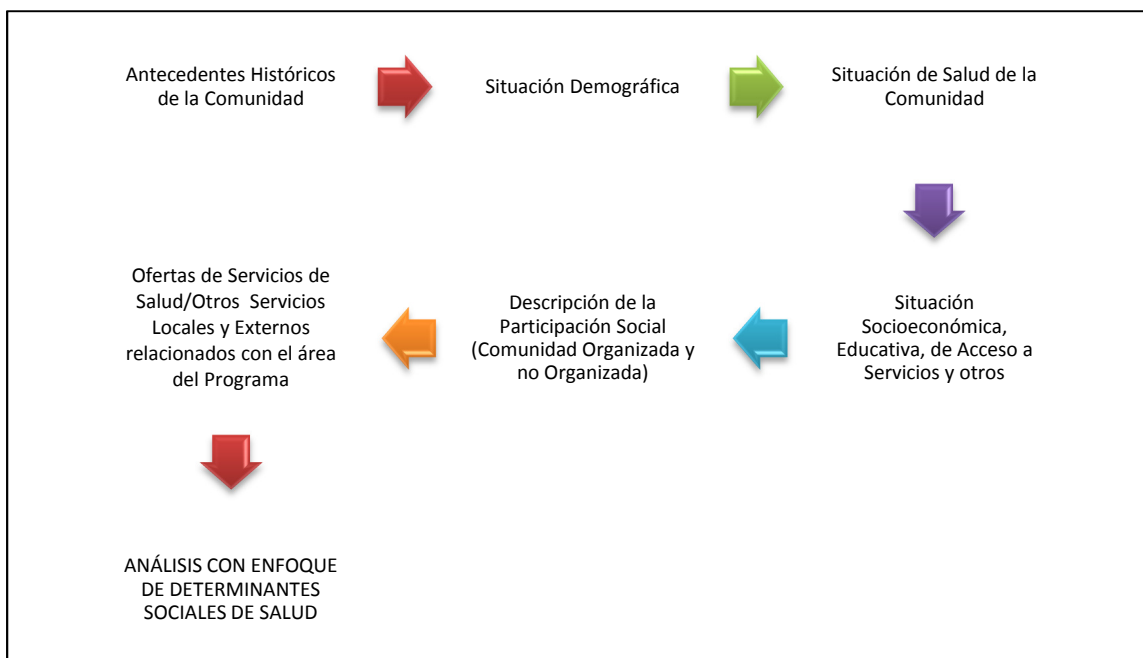 Antecedentes Históricos
de la Comunidad
Situación Demográfica
Situación de Salud de la
Comunidad
Situación
Socioeconómica,
Educativa, de Acceso a
Servicios y otros
Descripción de la
Participación Social
(Comunidad Organizada y
no Organizada)
Ofertas de Servicios de
Salud/Otros Servicios
Locales y Externos
relacionados con el área
del Programa
ANÁLISIS CON ENFOQUE
DE DETERMINANTES
SOCIALES DE SALUD